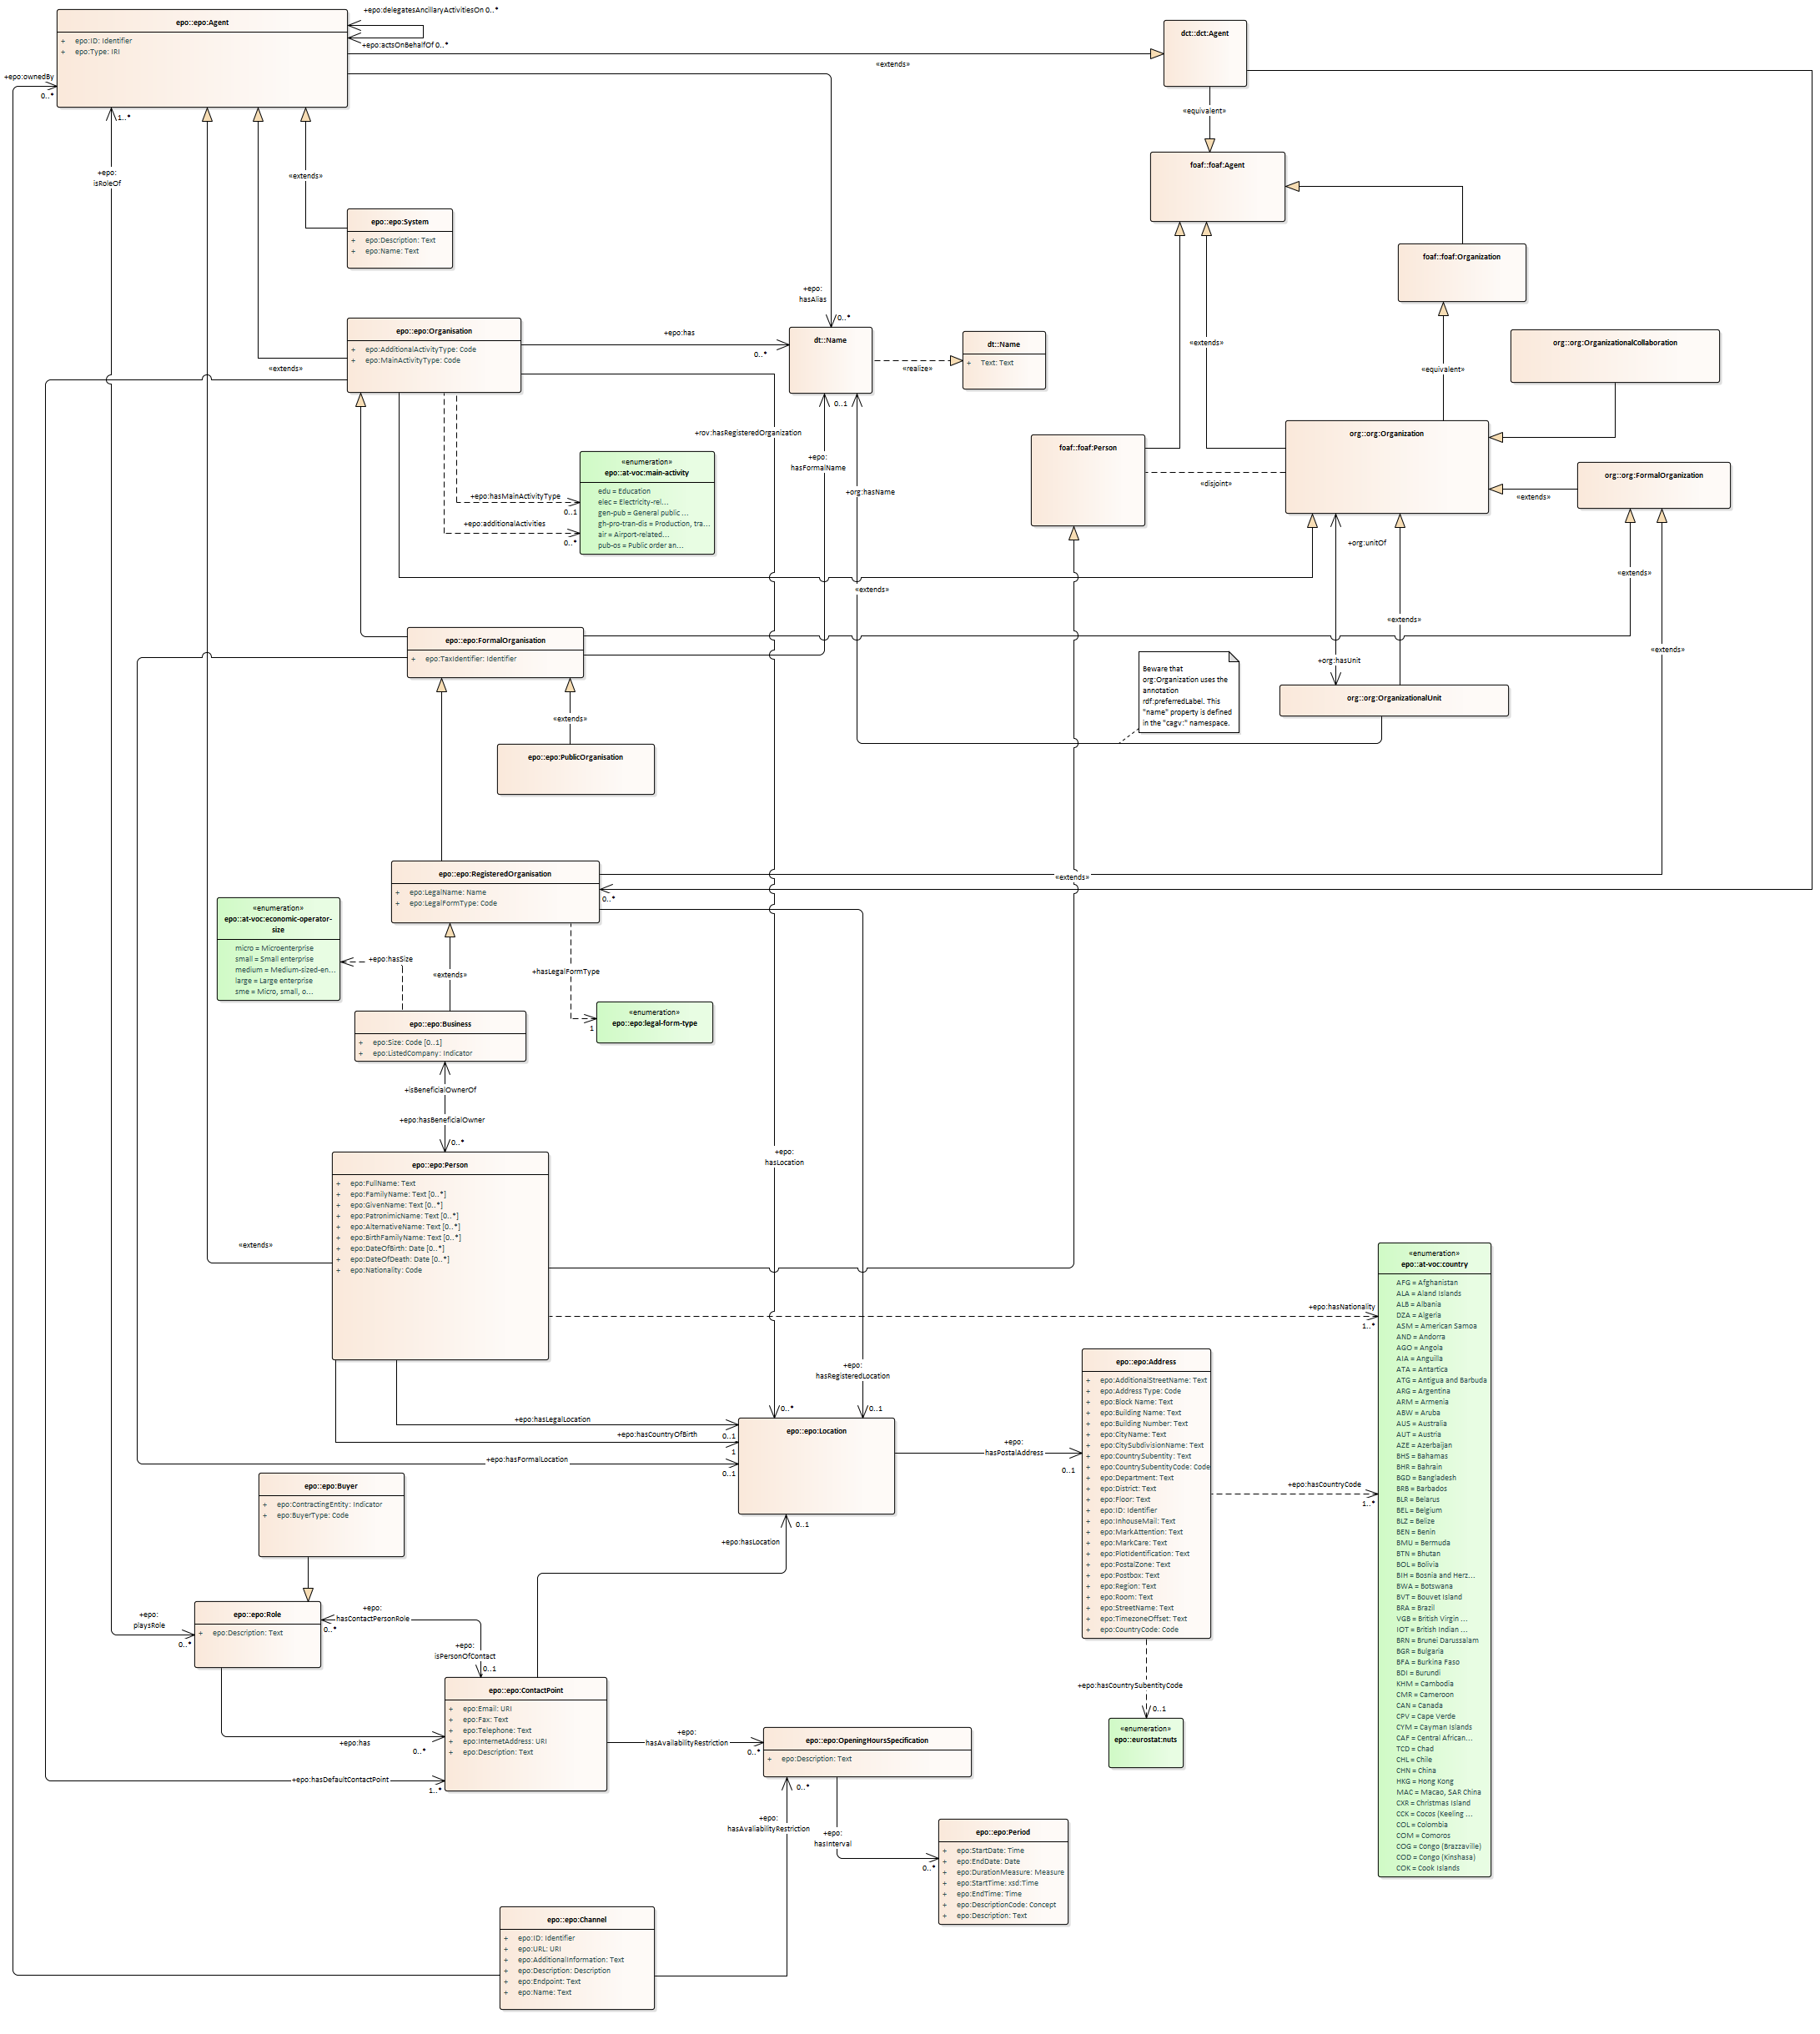 +epo:delegatesAncillaryActivitiesOn 0..*
epo::epo:Agent
+ epo:ID: Identifier
+ epo:Type: IRI
+epo:actsOnBehalfOf 0..*
+epo:ownedBy
0..*
«extends»
dct::dct:Agent
«equivalent»
foaf::foaf:Agent
1..*
+epo:
isRoleOf
«extends»
epo::epo:System
+ epo:Description: Text
+ epo:Name: Text
foaf::foaf:Organization
+epo:
hasAlias
0..*
epo::epo:Organisation
+ epo:AdditionalActivityType: Code
+ epo:MainActivityType: Code
«extends»
+epo:has
0..*
dt::Name
«realize»
dt::Name
+ Text: Text
«extends»
org::org:OrganizationalCollaboration
«equivalent»
0..1
+rov:hasRegisteredOrganization
+epo:
hasFormalName
+org:hasName
foaf::foaf:Person
org::org:Organization
«disjoint»
org::org:FormalOrganization
«extends»
«enumeration»
epo::at-voc:main-activity
edu = Education
elec = Electricity-rel...
gen-pub = General public ...
gh-pro-tran-dis = Production, tra...
air = Airport-related...
pub-os = Public order an...
+epo:hasMainActivityType
0..1
+epo:additionalActivities
0..*
+org:unitOf
«extends»
«extends»
«extends»
«extends»
+org:hasUnit
org::org:OrganizationalUnit
epo::epo:FormalOrganisation
+ epo:TaxIdentifier: Identifier
Beware that
org:Organization uses the
annotation
rdf:preferredLabel. This
"name" property is defined
in the "cagv:" namespace.
«extends»
epo::epo:PublicOrganisation
epo::epo:RegisteredOrganisation
+ epo:LegalName: Name
+ epo:LegalFormType: Code
«extends»
0..*
«enumeration»
epo::at-voc:economic-operator-
size
micro = Microenterprise
small = Small enterprise
medium = Medium-sized-en...
large = Large enterprise
sme = Micro, small, o...
+epo:hasSize
«extends»
+hasLegalFormType
1
«enumeration»
epo::epo:legal-form-type
epo::epo:Business
+ epo:Size: Code [0..1]
+ epo:ListedCompany: Indicator
+isBeneficialOwnerOf
+epo:hasBeneficialOwner
0..*
epo::epo:Person
+ epo:FullName: Text
+ epo:FamilyName: Text [0..*]
+ epo:GivenName: Text [0..*]
+ epo:PatronimicName: Text [0..*]
+ epo:AlternativeName: Text [0..*]
+ epo:BirthFamilyName: Text [0..*]
+ epo:DateOfBirth: Date [0..*]
+ epo:DateOfDeath: Date [0..*]
+ epo:Nationality: Code
«extends»
+epo:
hasLocation
0..*
+epo:
hasRegisteredLocation
0..1
+epo:hasNationality
1..*
«enumeration»
epo::at-voc:country
AFG = Afghanistan
ALA = Aland Islands
ALB = Albania
DZA = Algeria
ASM = American Samoa
AND = Andorra
AGO = Angola
AIA = Anguilla
ATA = Antartica
ATG = Antigua and Barbuda
ARG = Argentina
ARM = Armenia
ABW = Aruba
AUS = Australia
AUT = Austria
AZE = Azerbaijan
BHS = Bahamas
BHR = Bahrain
BGD = Bangladesh
BRB = Barbados
BLR = Belarus
BEL = Belgium
BLZ = Belize
BEN = Benin
BMU = Bermuda
BTN = Bhutan
BOL = Bolivia
BIH = Bosnia and Herz...
BWA = Botswana
BVT = Bouvet Island
BRA = Brazil
VGB = British Virgin ...
IOT = British Indian ...
BRN = Brunei Darussalam
BGR = Bulgaria
BFA = Burkina Faso
BDI = Burundi
KHM = Cambodia
CMR = Cameroon
CAN = Canada
CPV = Cape Verde
CYM = Cayman Islands
CAF = Central African...
TCD = Chad
CHL = Chile
CHN = China
HKG = Hong Kong
MAC = Macao, SAR China
CXR = Christmas Island
CCK = Cocos (Keeling ...
COL = Colombia
COM = Comoros
COG = Congo (Brazzaville)
COD = Congo (Kinshasa)
COK = Cook Islands
epo::epo:Address
+ epo:AdditionalStreetName: Text
+ epo:Address Type: Code
+ epo:Block Name: Text
+ epo:Building Name: Text
+ epo:Building Number: Text
+ epo:CityName: Text
+ epo:CitySubdivisionName: Text
+ epo:CountrySubentity: Text
+ epo:CountrySubentityCode: Code
+ epo:Department: Text
+ epo:District: Text
+ epo:Floor: Text
+ epo:ID: Identifier
+ epo:InhouseMail: Text
+ epo:MarkAttention: Text
+ epo:MarkCare: Text
+ epo:PlotIdentification: Text
+ epo:PostalZone: Text
+ epo:Postbox: Text
+ epo:Region: Text
+ epo:Room: Text
+ epo:StreetName: Text
+ epo:TimezoneOffset: Text
+ epo:CountryCode: Code
+epo:hasLegalLocation
0..1
+epo:hasCountryOfBirth
1
+epo:hasFormalLocation
0..1
epo::epo:Location
+epo:
hasPostalAddress
0..1
+epo:hasCountryCode
1..*
epo::epo:Buyer
+ epo:ContractingEntity: Indicator
+ epo:BuyerType: Code
0..1
+epo:hasLocation
+epo:
playsRole
0..*
epo::epo:Role
+ epo:Description: Text
+epo:
hasContactPersonRole
0..*
+epo:
isPersonOfContact
0..1
+epo:hasCountrySubentityCode
0..1
«enumeration»
epo::eurostat:nuts
epo::epo:ContactPoint
+ epo:Email: URI
+ epo:Fax: Text
+ epo:Telephone: Text
+ epo:InternetAddress: URI
+ epo:Description: Text
+epo:has
0..*
+epo:hasDefaultContactPoint
1..*
+epo:
hasAvailabilityRestriction
0..*
epo::epo:OpeningHoursSpecification
+ epo:Description: Text
0..*
+epo:
hasAvaliabilityRestriction
+epo:
hasInterval
0..*
epo::epo:Period
+ epo:StartDate: Time
+ epo:EndDate: Date
+ epo:DurationMeasure: Measure
+ epo:StartTime: xsd:Time
+ epo:EndTime: Time
+ epo:DescriptionCode: Concept
+ epo:Description: Text
epo::epo:Channel
+ epo:ID: Identifier
+ epo:URL: URI
+ epo:AdditionalInformation: Text
+ epo:Description: Description
+ epo:Endpoint: Text
+ epo:Name: Text